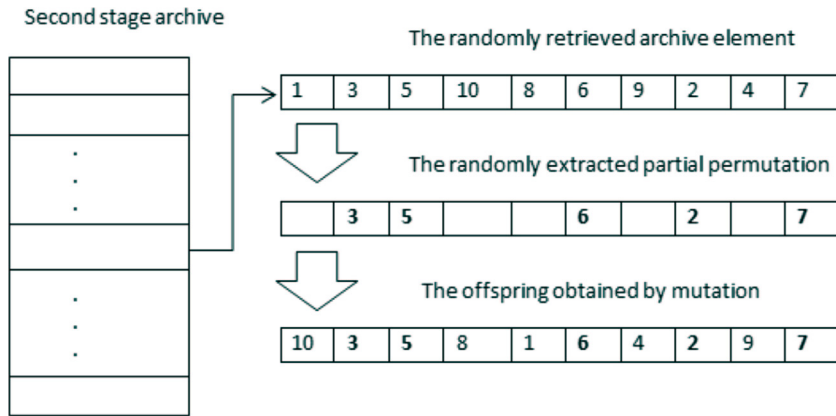 Second stage archive
The randomly retrieved archive element
1 3 5 10 8 6 9 2 4 7
The randomly extracted partial permutation
3 5 6 2 7
The offspring obtained by mutation
10 3 5 8 1 6 4 2 9 7